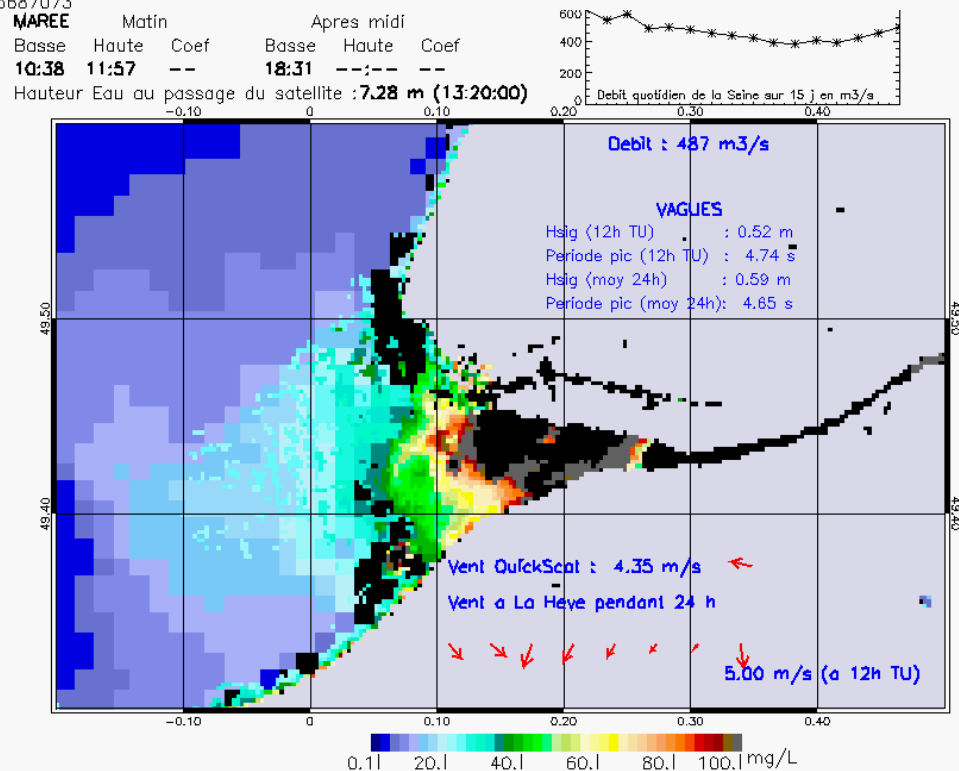 MAREE Matin Apres midi
Basse Haute Coef Basse Haute Coef
10:38 11:57 -- 18:31 --:-- --
Hauteur Eau au passage du satellite : 7.28 m (13:20:00)
600
400
200
0
Debit quotidien de la Seine sur 15 j en m3/s
-0.10 0 0.10 0.20 0.30 0.40
Debit : 487 m3/s
VAGUES
Hsig (12h TU) : 0.52 m
Periode pic (12h TU) : 4.74 s
Hsig (moy 24h) : 0.59 m
Periode pic (moy 24h): 4.65 s
49.50 49.50
49.40 49.40
Vent QuickScat : 4.35 m/s
Vent a La Heve pendant 24 h
5.00 m/s (a 12h TU)
-0.10 0 0.10 0.20 0.30 0.40
0.1 20. 40. 60. 80. 100. mg/L